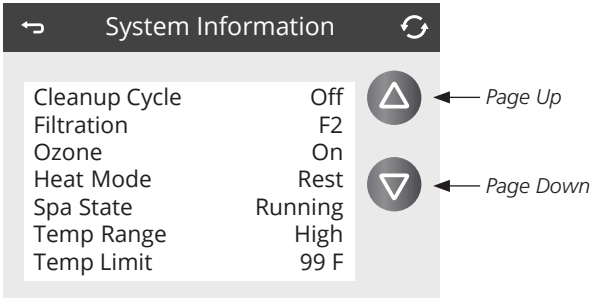 System Information
Cleanup Cycle Off
Filtration F2
Ozone On
Heat Mode Rest
Spa State Running
Temp Range High
Temp Limit 99 F
Page Up
Page Down